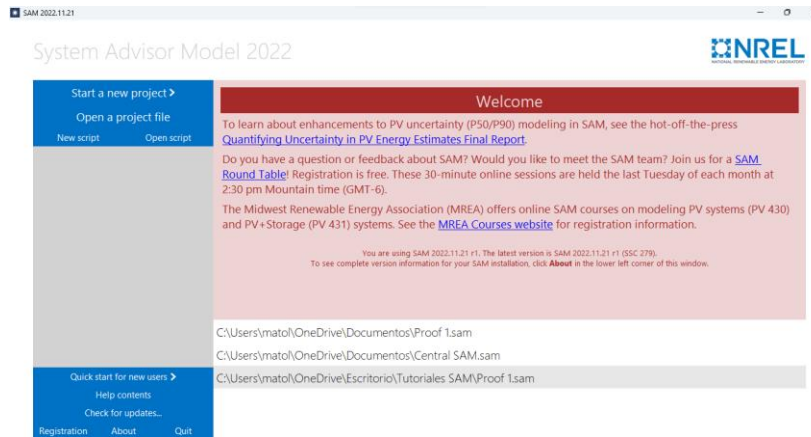 SAM 2022.11.21
System Advisor Model 2022
NREL
NATIONAL RENEWABLE ENERGY LABORATORY
Start a new project >
Open a project file
New script Open script
Welcome
To learn about enhancements to PV uncertainty (P50/P90) modeling in SAM, see the hot-off-the-press
Quantifying Uncertainty in PV Energy Estimates Final Report.
Do you have a question or feedback about SAM? Would you like to meet the SAM team? Join us for a SAM
Round Table! Registration is free. These 30-minute online sessions are held the last Tuesday of each month at
2:30 pm Mountain time (GMT-6).
The Midwest Renewable Energy Association (MREA) offers online SAM courses on modeling PV systems (PV 430)
and PV+Storage (PV 431) systems. See the MREA Courses website for registration information.
You are using SAM 2022.11.21 r1. The latest version is SAM 2022.11.21 r1 (SSC 279).
To see complete version information for your SAM installation, click About in the lower left corner of this window.
C:\Users\matol\OneDrive\Documentos\Proof 1.sam
C:\Users\matol\OneDrive\Documentos\Central SAM.sam
C:\Users\matol\OneDrive\Escritorio\Tutoriales SAM\Proof 1.sam
Quick start for new users >
Help contents
Check for updates...
Registration About Quit